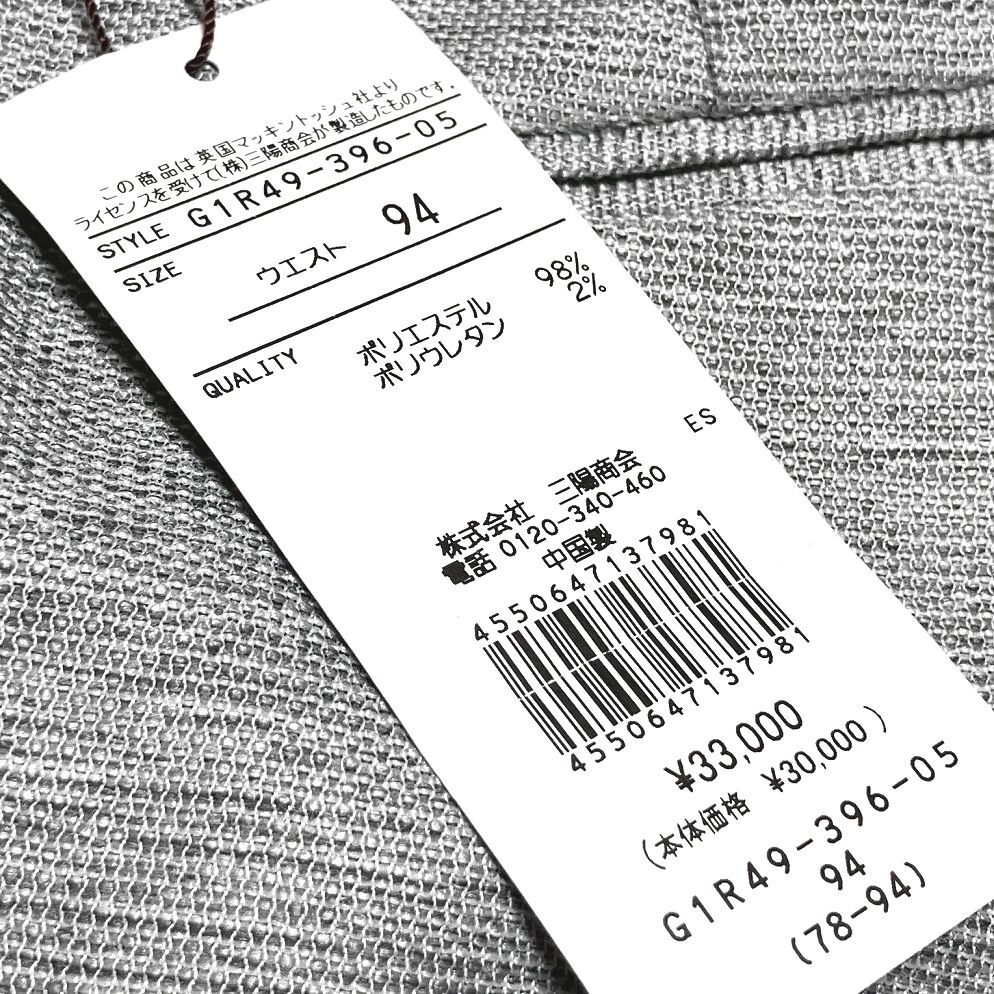 この商品は英国マッキントッシュ社より
ライセンスを受けて(株)三陽商会が製造したものです.
STYLE G1R49-396-05
SIZE ウエスト 94
QUALITY ポリエステル 98%
ポリウレタン 2%
ES
株式会社 三陽商会
電話 0120-340-460
中国製
4550647137981
4550647137981
¥33,000
(本体価格 ¥30,000)
G1R49-396-05
94
(78-94)